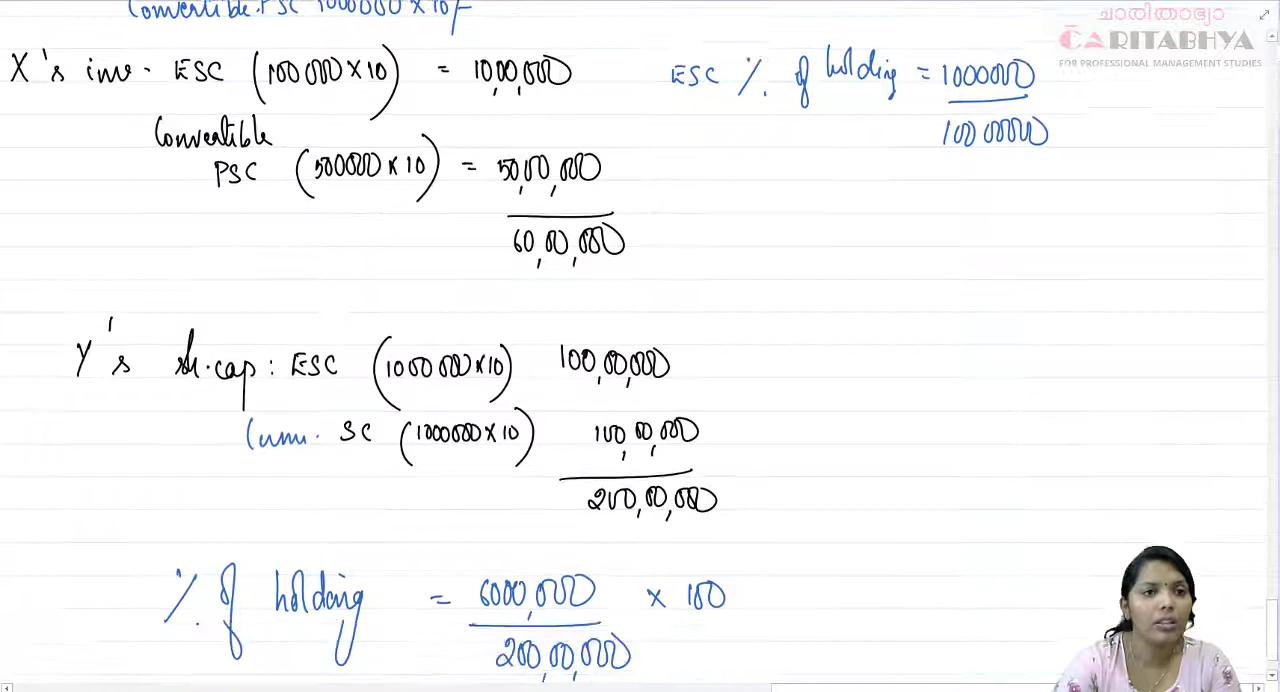 Convertible PSC 1000000 × 10/-
ചാരിതാഭ്യാ
CARITABHYA
FOR PROFESSIONAL MANAGEMENT STUDIES
X's inv. ESC (100000×10) = 10,00,000
ESC % of holding = 1000000
10000000
Convertible
PSC (500000×10) = 50,00,000
60,00,000
Y's sh.cap: ESC (1000000×10) 100,00,000
Cumu. SC (1000000×10) 100,00,000
200,00,000
% of holding = 6000,000 × 100
200,00,000